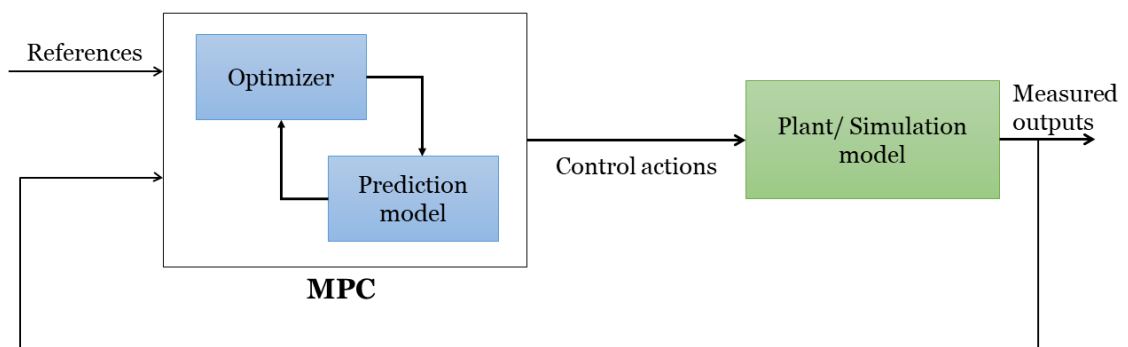 References
Optimizer
Prediction
model
MPC
Control actions
Plant/ Simulation
model
Measured
outputs